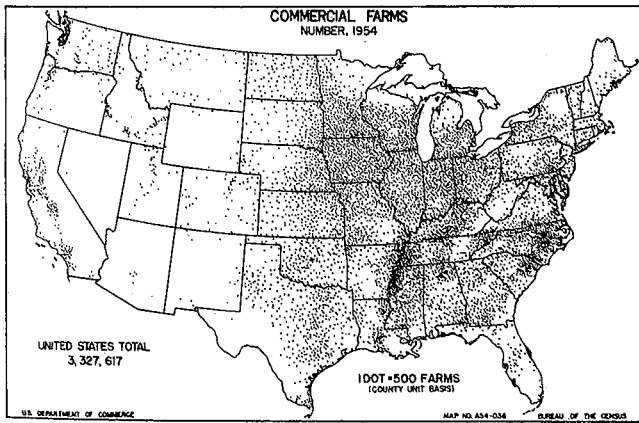 COMMERCIAL FARMS
NUMBER, 1954
UNITED STATES TOTAL
3, 327, 617
1 DOT=500 FARMS
(COUNTY UNIT BASIS)
U.S. DEPARTMENT OF COMMERCE
MAP NO. A54-036
BUREAU OF THE CENSUS